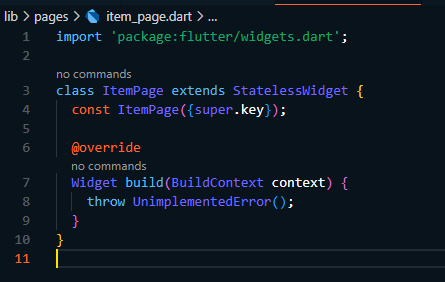 lib > pages > item_page.dart > ...
1 import 'package:flutter/widgets.dart';
2
no commands
3 class ItemPage extends StatelessWidget {
4 const ItemPage({super.key});
5
6 @override
no commands
7 Widget build(BuildContext context) {
8 throw UnimplementedError();
9 }
10 }
11